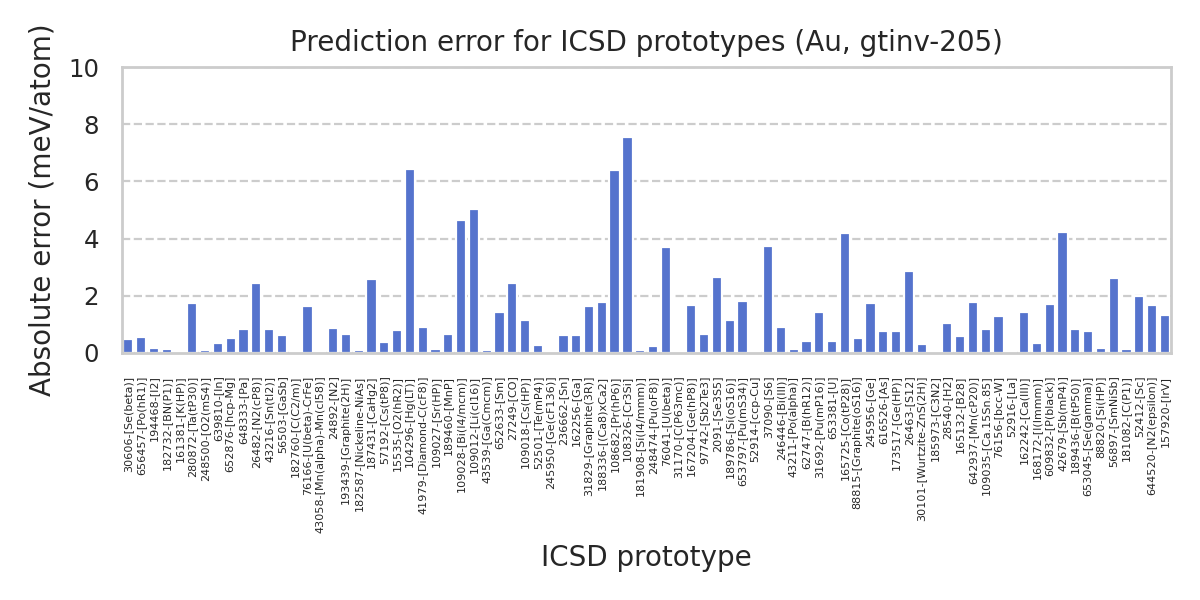 Prediction error for ICSD prototypes (Au, gtinv-205)
Absolute error (meV/atom)
10
8
6
4
2
0
30606-[Se(beta)]
656457-[Po(hR1)]
194468-[I2]
182732-[BN(P1)]
161381-[K(HP)]
280872-[Ta(tP30)]
248500-[O2(mS4)]
639810-[In]
652876-[hcp-Mg]
648333-[Pa]
26482-[N2(cP8)]
43216-[Sn(tI2)]
56503-[GaSb]
182760-[C(C2/m)]
76166-[U(beta)-CrFe]
43058-[Mn(alpha)-Mn(cI58)]
24892-[N2]
193439-[Graphite(2H)]
182587-[Nickeline-NiAs]
187431-[CaHg2]
57192-[Cs(tP8)]
15535-[O2(hR2)]
104296-[Hg(LT)]
41979-[Diamond-C(cF8)]
109027-[Sr(HP)]
189460-[MnP]
109028-[Bi(I4/mcm)]
109012-[Li(cI16)]
43539-[Ga(Cmcm)]
652633-[Sm]
27249-[CO]
109018-[Cs(HP)]
52501-[Te(mP4)]
245950-[Ge(cF136)]
236662-[Sn]
162256-[Ga]
31829-[Graphite(3R)]
188336-[(Ca8)xCa2]
108682-[Pr(hP6)]
108326-[Cr3Si]
181908-[Si(I4/mmm)]
248474-[Pu(oF8)]
76041-[U(beta)]
31170-[C(P63mc)]
167204-[Ge(hP8)]
97742-[Sb2Te3]
2091-[Se3S5]
189786-[Si(oS16)]
653797-[Pu(mS34)]
52914-[ccp-Cu]
37090-[S6]
246446-[Bi(III)]
43211-[Po(alpha)]
62747-[B(hR12)]
31692-[Pu(mP16)]
653381-[U]
165725-[Co(tP28)]
88815-[Graphite(oS16)]
245956-[Ge]
616526-[As]
173517-[Ge(HP)]
26463-[S12]
30101-[Wurtzite-ZnS(2H)]
185973-[C3N2]
28540-[H2]
165132-[B28]
642937-[Mn(cP20)]
109035-[Ca.15Sn.85]
76156-[bcc-W]
52916-[La]
162242-[Ca(III)]
168172-[I(Immm)]
609832-[P(black)]
42679-[Sb(mP4)]
189436-[B(tP50)]
653045-[Se(gamma)]
88820-[Si(HP)]
56897-[SmNiSb]
181082-[C(P1)]
52412-[Sc]
644520-[N2(epsilon)]
157920-[IrV]
ICSD prototype